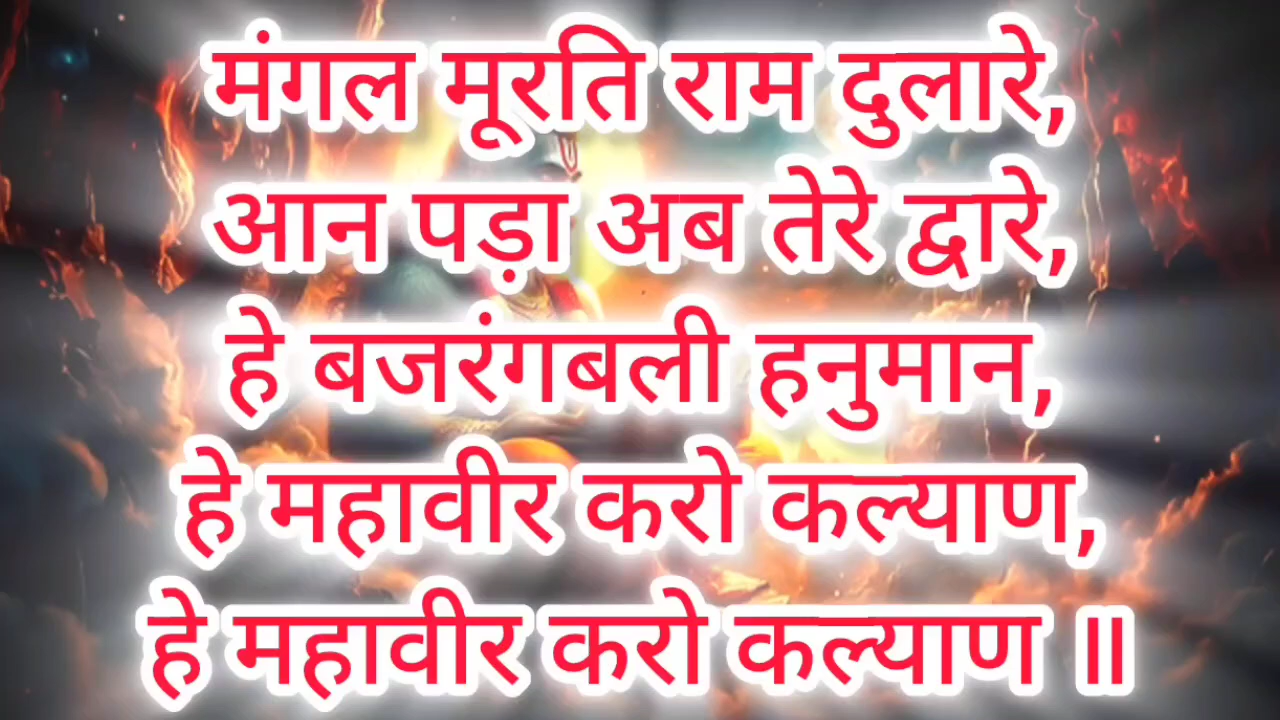 मंगल मूरति राम दुलारे,
आन पड़ा अब तेरे द्वारे,
हे बजरंगबली हनुमान,
हे महावीर करो कल्याण,
हे महावीर करो कल्याण ॥